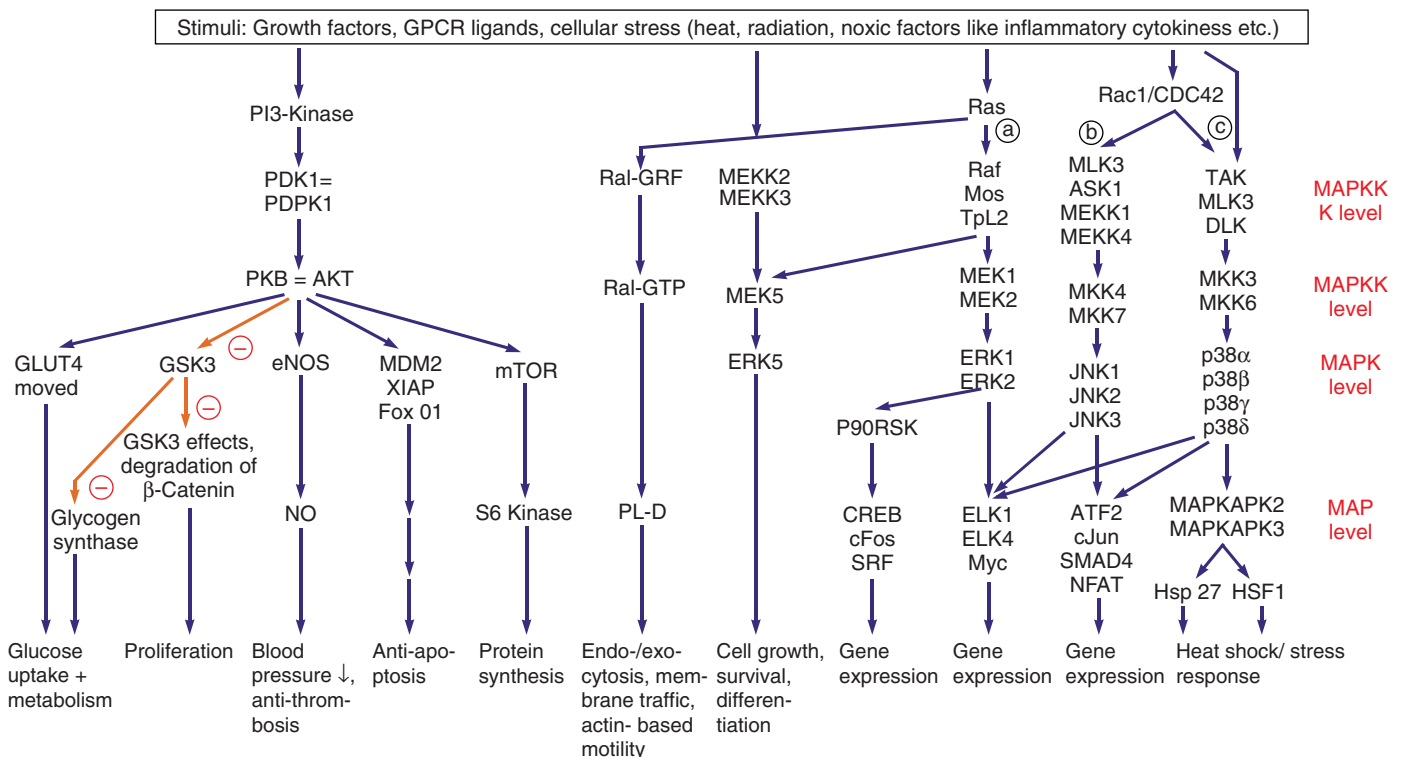 Stimuli: Growth factors, GPCR ligands, cellular stress (heat, radiation, noxic factors like inflammatory cytokiness etc.)
PI3-Kinase
PDK1=
PDPK1
PKB = AKT
GLUT4
moved
GSK3
−
−
GSK3 effects,
degradation of
β-Catenin
−
Glycogen
synthase
eNOS
NO
MDM2
XIAP
Fox 01
mTOR
S6 Kinase
Ras
a
Ral-GRF
Ral-GTP
PL-D
MEKK2
MEKK3
MEK5
ERK5
Raf
Mos
TpL2
MEK1
MEK2
ERK1
ERK2
P90RSK
CREB
cFos
SRF
ELK1
ELK4
Myc
Rac1/CDC42
b
c
MLK3
ASK1
MEKK1
MEKK4
MKK4
MKK7
JNK1
JNK2
JNK3
ATF2
cJun
SMAD4
NFAT
TAK
MLK3
DLK
MKK3
MKK6
p38α
p38β
p38γ
p38δ
MAPKAPK2
MAPKAPK3
Hsp 27
HSF1
MAPKK
K level
MAPKK
level
MAPK
level
MAP
level
Glucose
uptake +
metabolism
Proliferation
Blood
pressure ↓,
anti-throm-
bosis
Anti-apo-
ptosis
Protein
synthesis
Endo-/exo-
cytosis, mem-
brane traffic,
actin- based
motility
Cell growth,
survival,
differen-
tiation
Gene
expression
Gene
expression
Gene
expression
Heat shock/ stress
response